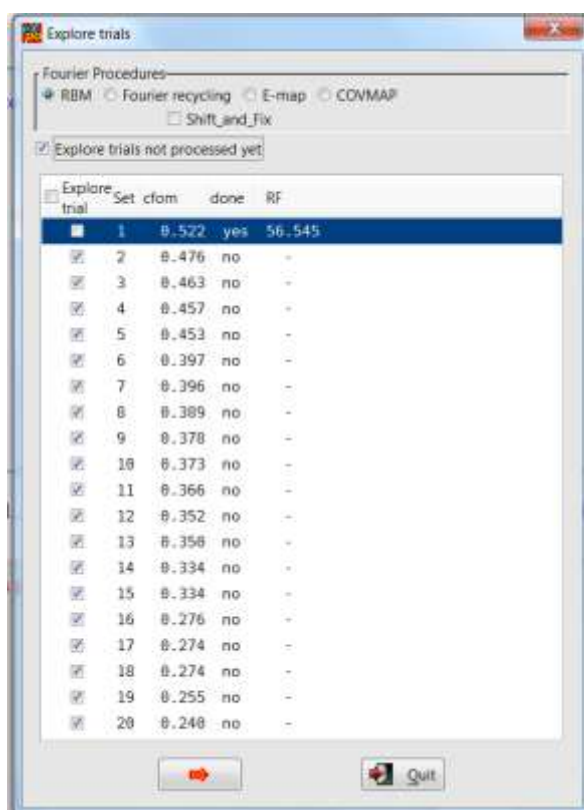 Explore trials
Fourier Procedures
RBM Fourier recycling E-map COVMAP
Shift_and_Fix
Explore trials not processed yet
Explore trial Set cfom done RF
1 0.522 yes 56.545
2 0.476 no -
3 0.463 no -
4 0.457 no -
5 0.453 no -
6 0.397 no -
7 0.396 no -
8 0.389 no -
9 0.378 no -
10 0.373 no -
11 0.366 no -
12 0.352 no -
13 0.350 no -
14 0.334 no -
15 0.334 no -
16 0.276 no -
17 0.274 no -
18 0.274 no -
19 0.255 no -
20 0.240 no -
Quit